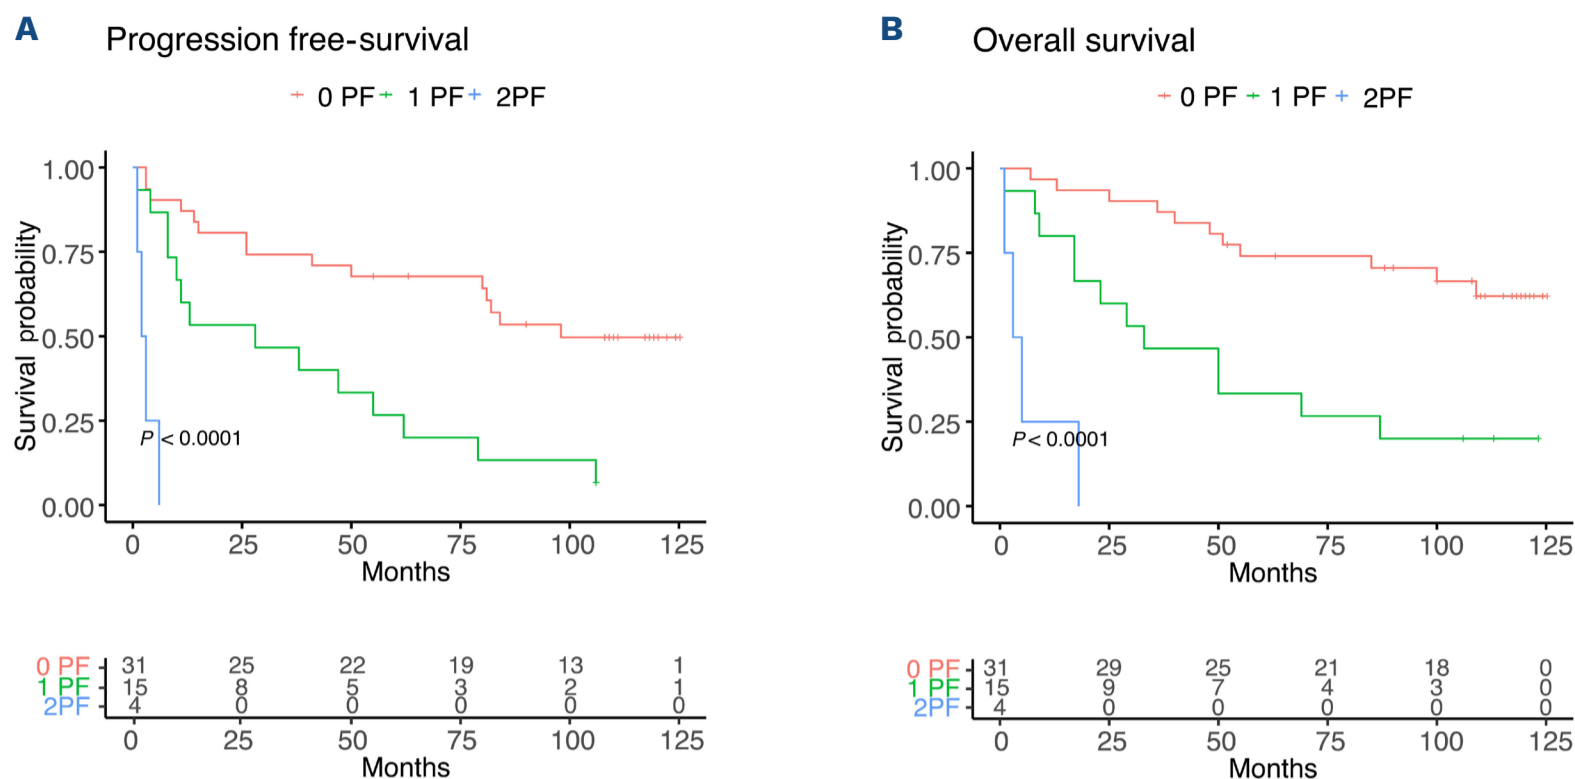 A
Progression free-survival
0 PF 1 PF 2PF
Survival probability
1.00
0.75
0.50
0.25
0.00
P < 0.0001
0 25 50 75 100 125
Months
0 PF 31 25 22 19 13 1
1 PF 15 8 5 3 2 1
2PF 4 0 0 0 0 0
0 25 50 75 100 125
Months
B
Overall survival
0 PF 1 PF 2PF
Survival probability
1.00
0.75
0.50
0.25
0.00
P < 0.0001
0 25 50 75 100 125
Months
0 PF 31 29 25 21 18 0
1 PF 15 9 7 4 3 0
2PF 4 0 0 0 0 0
0 25 50 75 100 125
Months